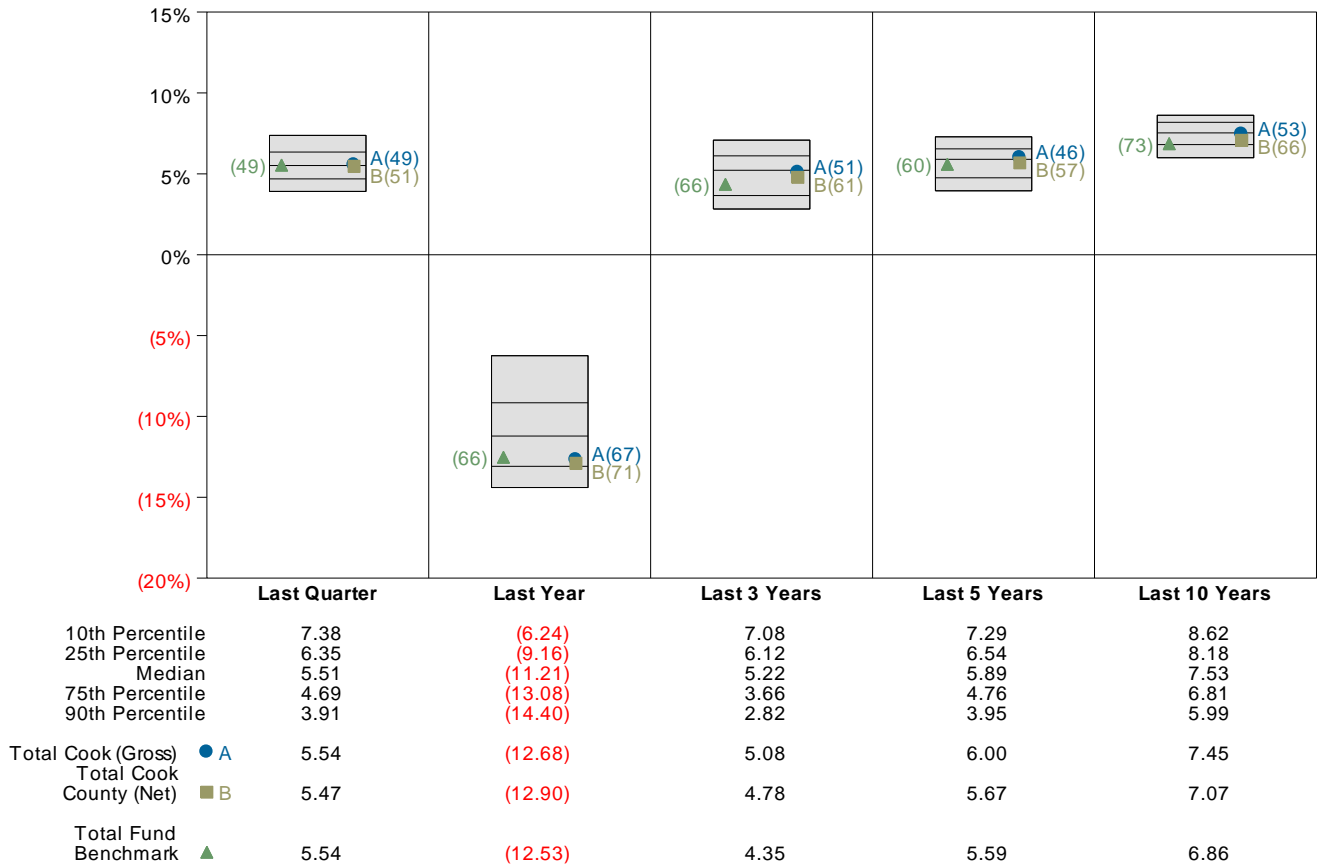 15%
10%
5%
0%
(5%)
(10%)
(15%)
(20%)
(49) A(49)
B(51)
(66) A(67)
B(71)
(66) A(51)
B(61)
(60) A(46)
B(57)
(73) A(53)
B(66)
Last Quarter Last Year Last 3 Years Last 5 Years Last 10 Years
10th Percentile 7.38 (6.24) 7.08 7.29 8.62
25th Percentile 6.35 (9.16) 6.12 6.54 8.18
Median 5.51 (11.21) 5.22 5.89 7.53
75th Percentile 4.69 (13.08) 3.66 4.76 6.81
90th Percentile 3.91 (14.40) 2.82 3.95 5.99
Total Cook (Gross) A 5.54 (12.68) 5.08 6.00 7.45
Total Cook
County (Net) B 5.47 (12.90) 4.78 5.67 7.07
Total Fund
Benchmark 5.54 (12.53) 4.35 5.59 6.86